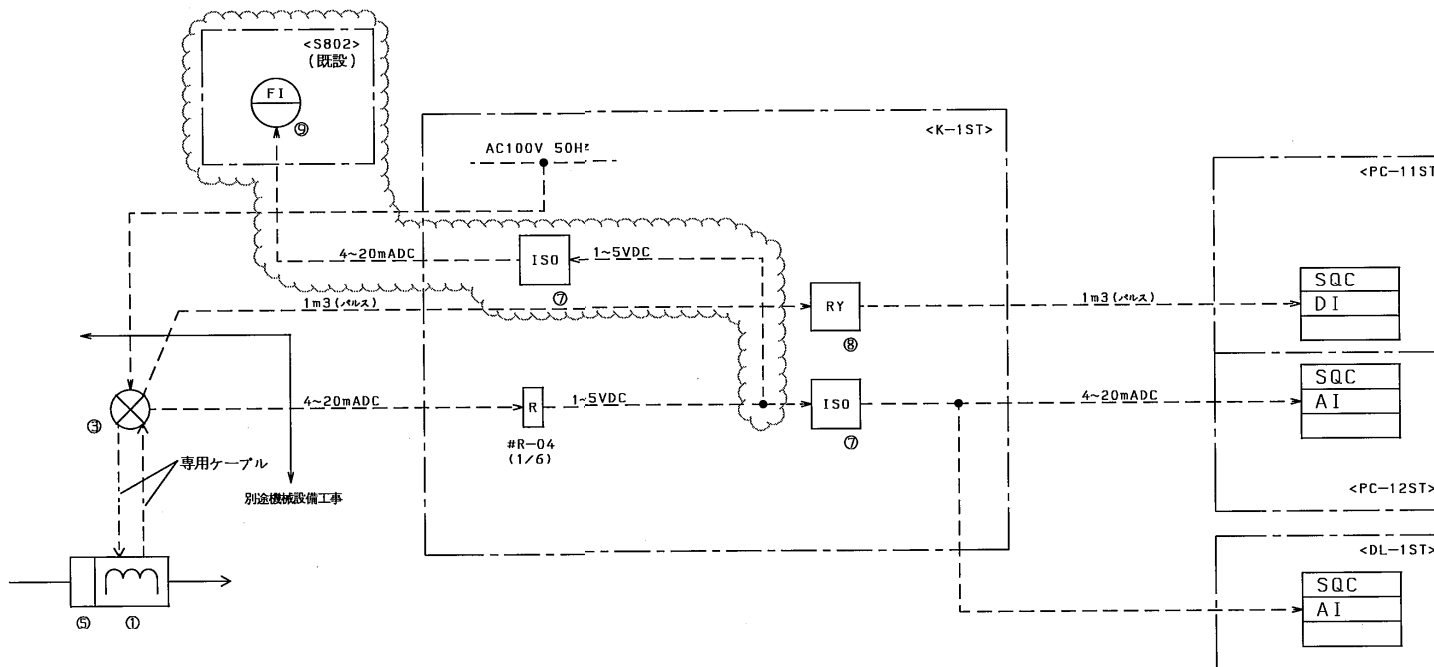 <S802>
(既設)
FI
⑨
<K-1ST>
AC100V 50Hz
<PC-11ST
4~20mADC
ISO
1~5VDC
⑦
1m3(パルス)
RY
⑧
1m3(パルス)
SQC
DI
③
4~20mADC
R
1~5VDC
ISO
⑦
4~20mADC
SQC
AI
#R-04
(1/6)
専用ケーブル
別途機械設備工事
<PC-12ST>
<DL-1ST>
SQC
AI
⑤
①